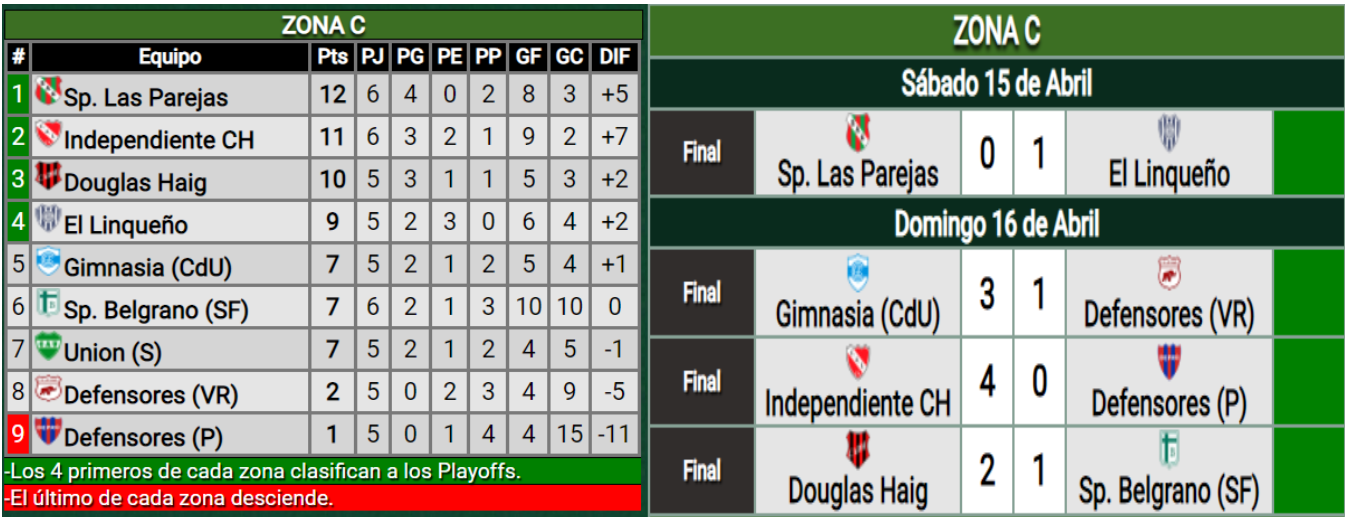 ZONA C
# Equipo Pts PJ PG PE PP GF GC DIF
1 Sp. Las Parejas 12 6 4 0 2 8 3 +5
2 Independiente CH 11 6 3 2 1 9 2 +7
3 Douglas Haig 10 5 3 1 1 5 3 +2
4 El Linqueño 9 5 2 3 0 6 4 +2
5 Gimnasia (CdU) 7 5 2 1 2 5 4 +1
6 Sp. Belgrano (SF) 7 6 2 1 3 10 10 0
7 Union (S) 7 5 2 1 2 4 5 -1
8 Defensores (VR) 2 5 0 2 3 4 9 -5
9 Defensores (P) 1 5 0 1 4 4 15 -11
-Los 4 primeros de cada zona clasifican a los Playoffs.
-El último de cada zona desciende.
ZONA C
Sábado 15 de Abril
Final Sp. Las Parejas 0 1 El Linqueño
Domingo 16 de Abril
Final Gimnasia (CdU) 3 1 Defensores (VR)
Final Independiente CH 4 0 Defensores (P)
Final Douglas Haig 2 1 Sp. Belgrano (SF)